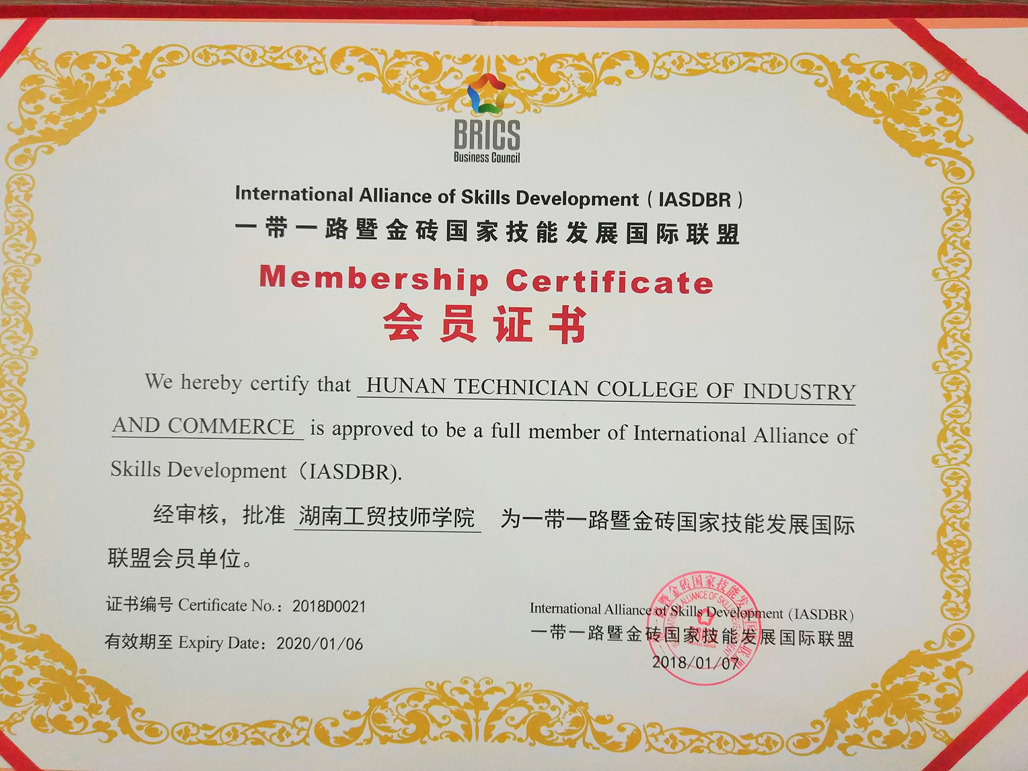 BRICS
Business Council
International Alliance of Skills Development ( IASDBR )
一带一路暨金砖国家技能发展国际联盟
Membership Certificate
会员证书
We hereby certify that HUNAN TECHNICIAN COLLEGE OF INDUSTRY
AND COMMERCE is approved to be a full member of International Alliance of
Skills Development（IASDBR).
经审核，批准 湖南工贸技师学院 为一带一路暨金砖国家技能发展国际
联盟会员单位。
证书编号 Certificate No.：2018D0021
有效期至 Expiry Date：2020/01/06
International Alliance of Skills Development (IASDBR)
一带一路暨金砖国家技能发展国际联盟
2018/01/07